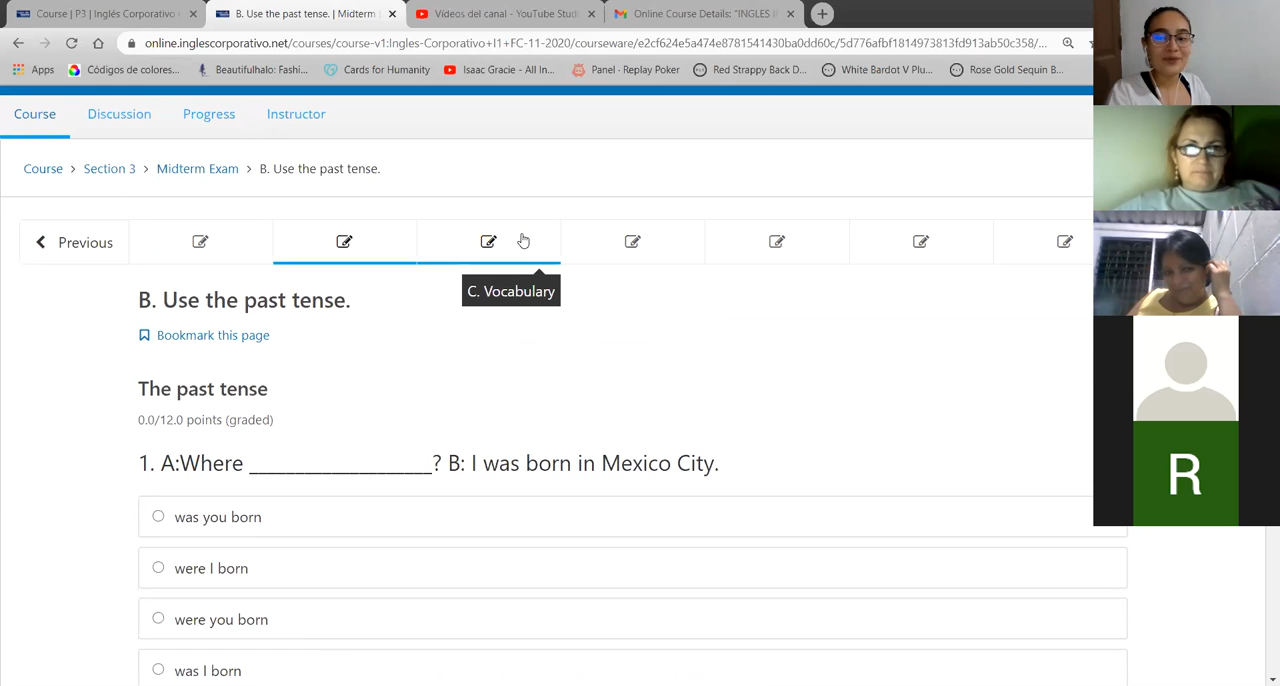 Course | P3 | Inglés Corporativo
B. Use the past tense. | Midterm |
Vídeos del canal - YouTube Studi
Online Course Details: "INGLES
online.inglescorporativo.net/courses/course-v1:Ingles-Corporativo+I1+FC-11-2020/courseware/e2cf624e5a474e8781541430ba0dd60c/5d776afbf1814973813fd913ab50c358/...
Apps
Códigos de colores...
Beautifulhalo: Fashi...
Cards for Humanity
Isaac Gracie - All In...
Panel · Replay Poker
Red Strappy Back D...
White Bardot V Plu...
Rose Gold Sequin B...
Course
Discussion
Progress
Instructor
Course > Section 3 > Midterm Exam > B. Use the past tense.
Previous
C. Vocabulary
B. Use the past tense.
Bookmark this page
The past tense
0.0/12.0 points (graded)
1. A:Where ___________________? B: I was born in Mexico City.
was you born
were I born
were you born
was I born
R